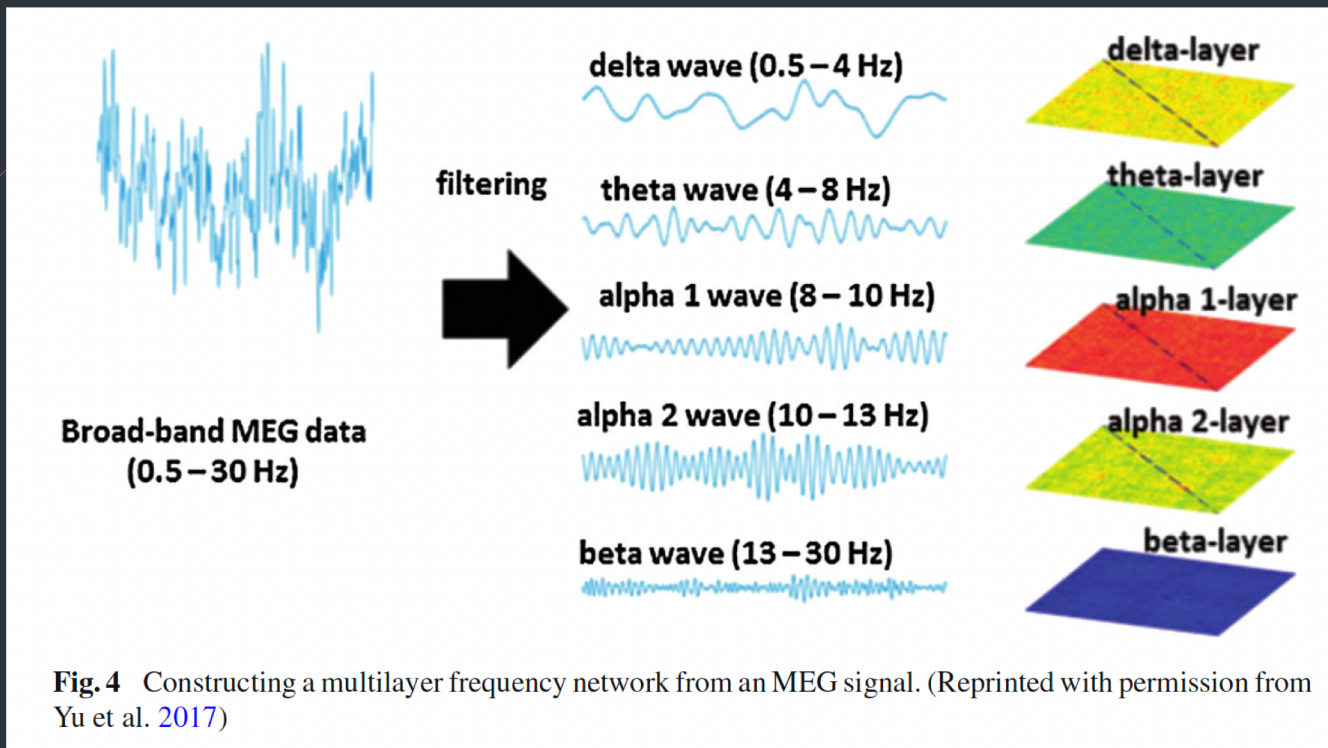 delta wave (0.5 – 4 Hz)
delta-layer
filtering
theta wave (4 – 8 Hz)
theta-layer
alpha 1 wave (8 – 10 Hz)
alpha 1-layer
Broad-band MEG data
(0.5 – 30 Hz)
alpha 2 wave (10 – 13 Hz)
alpha 2-layer
beta wave (13 – 30 Hz)
beta-layer
Fig. 4 Constructing a multilayer frequency network from an MEG signal. (Reprinted with permission from
Yu et al. 2017)